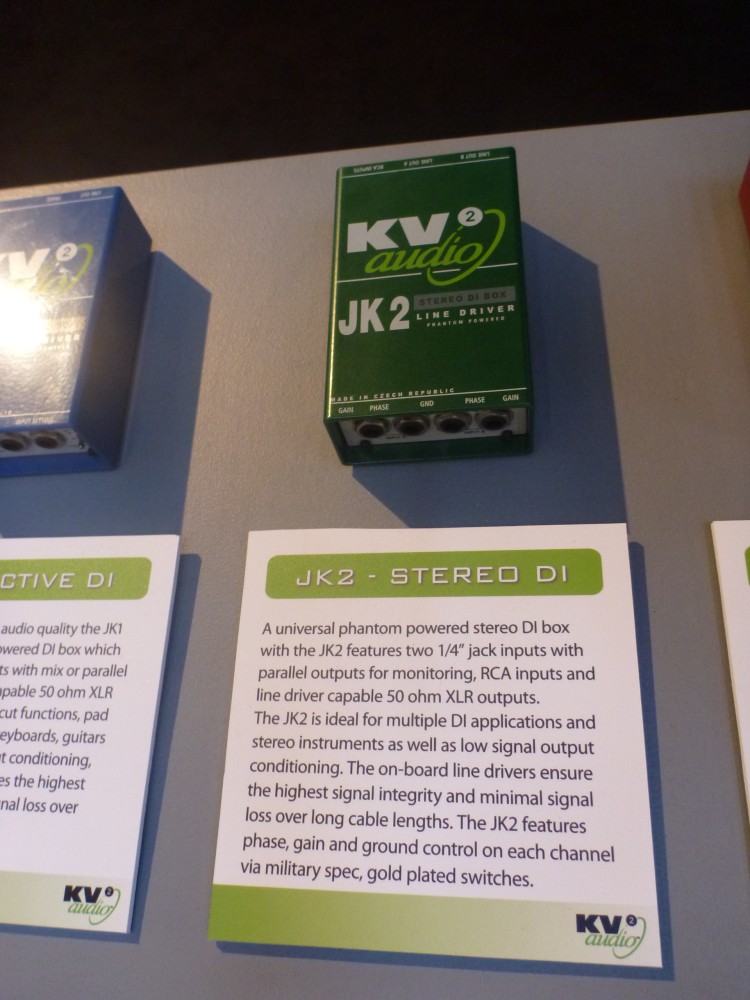 RCA INPUTS LINE OUT A LINE OUT B
KV2
audio
JK2
STEREO DI BOX
LINE DRIVER
PHANTOM POWERED
MADE IN CZECH REPUBLIC
GAIN PHASE GND PHASE GAIN
JK2 - STEREO DI
A universal phantom powered stereo DI box
with the JK2 features two 1/4" jack inputs with
parallel outputs for monitoring, RCA inputs and
line driver capable 50 ohm XLR outputs.
The JK2 is ideal for multiple DI applications and
stereo instruments as well as low signal output
conditioning. The on-board line drivers ensure
the highest signal integrity and minimal signal
loss over long cable lengths. The JK2 features
phase, gain and ground control on each channel
via military spec, gold plated switches.
KV2
audio
CTIVE DI
audio quality the JK1
owered DI box which
ts with mix or parallel
apable 50 ohm XLR
cut functions, pad
eyboards, guitars
t conditioning,
es the highest
nal loss over
KV2
audio